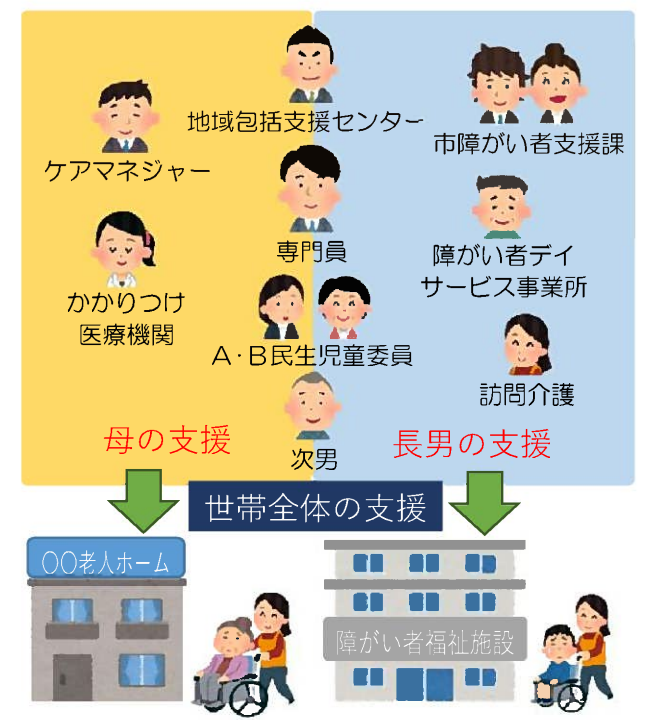 地域包括支援センター
ケアマネジャー
市障がい者支援課
専門員
障がい者デイ
サービス事業所
かかりつけ
医療機関
A・B民生児童委員
訪問介護
母の支援
次男
長男の支援
世帯全体の支援
〇〇老人ホーム
障がい者福祉施設